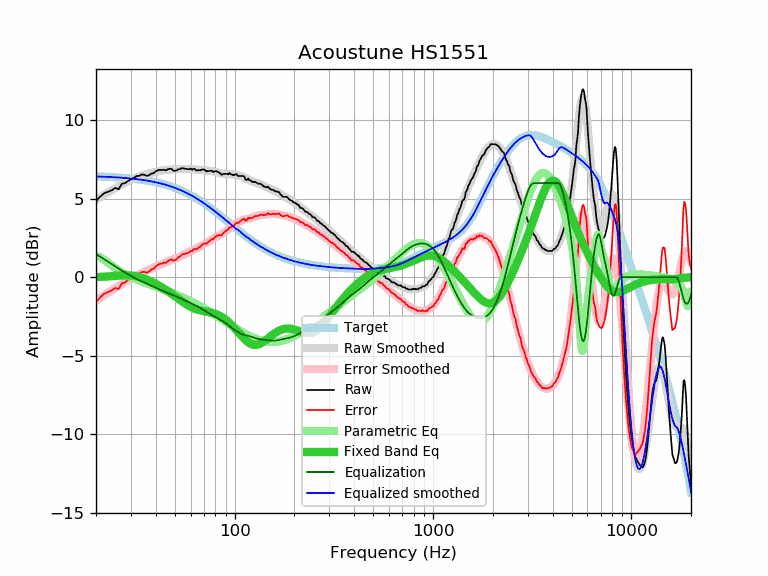 Acoustune HS1551
Amplitude (dBr)
10
5
0
−5
−10
−15
Target
Raw Smoothed
Error Smoothed
Raw
Error
Parametric Eq
Fixed Band Eq
Equalization
Equalized smoothed
100
1000
10000
Frequency (Hz)